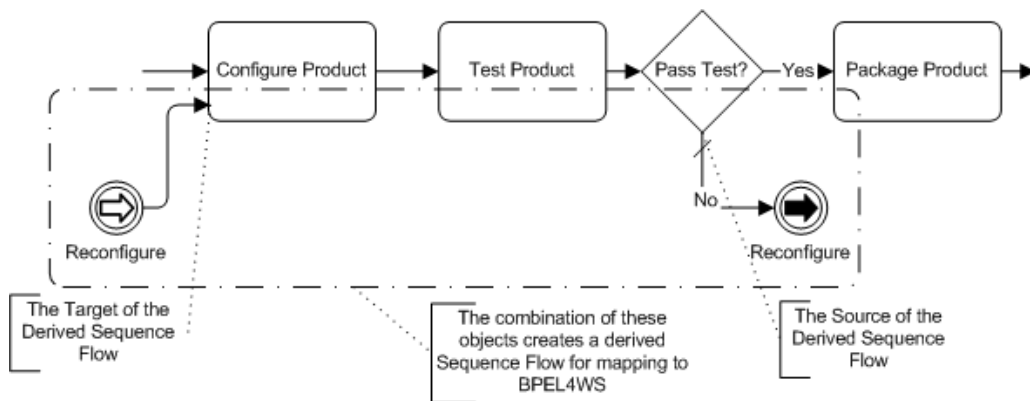 Configure Product
Test Product
Pass Test?
Yes
Package Product
No
Reconfigure
Reconfigure
The Target of the
Derived Sequence
Flow
The combination of these
objects creates a derived
Sequence Flow for mapping to
BPEL4WS
The Source of the
Derived Sequence
Flow